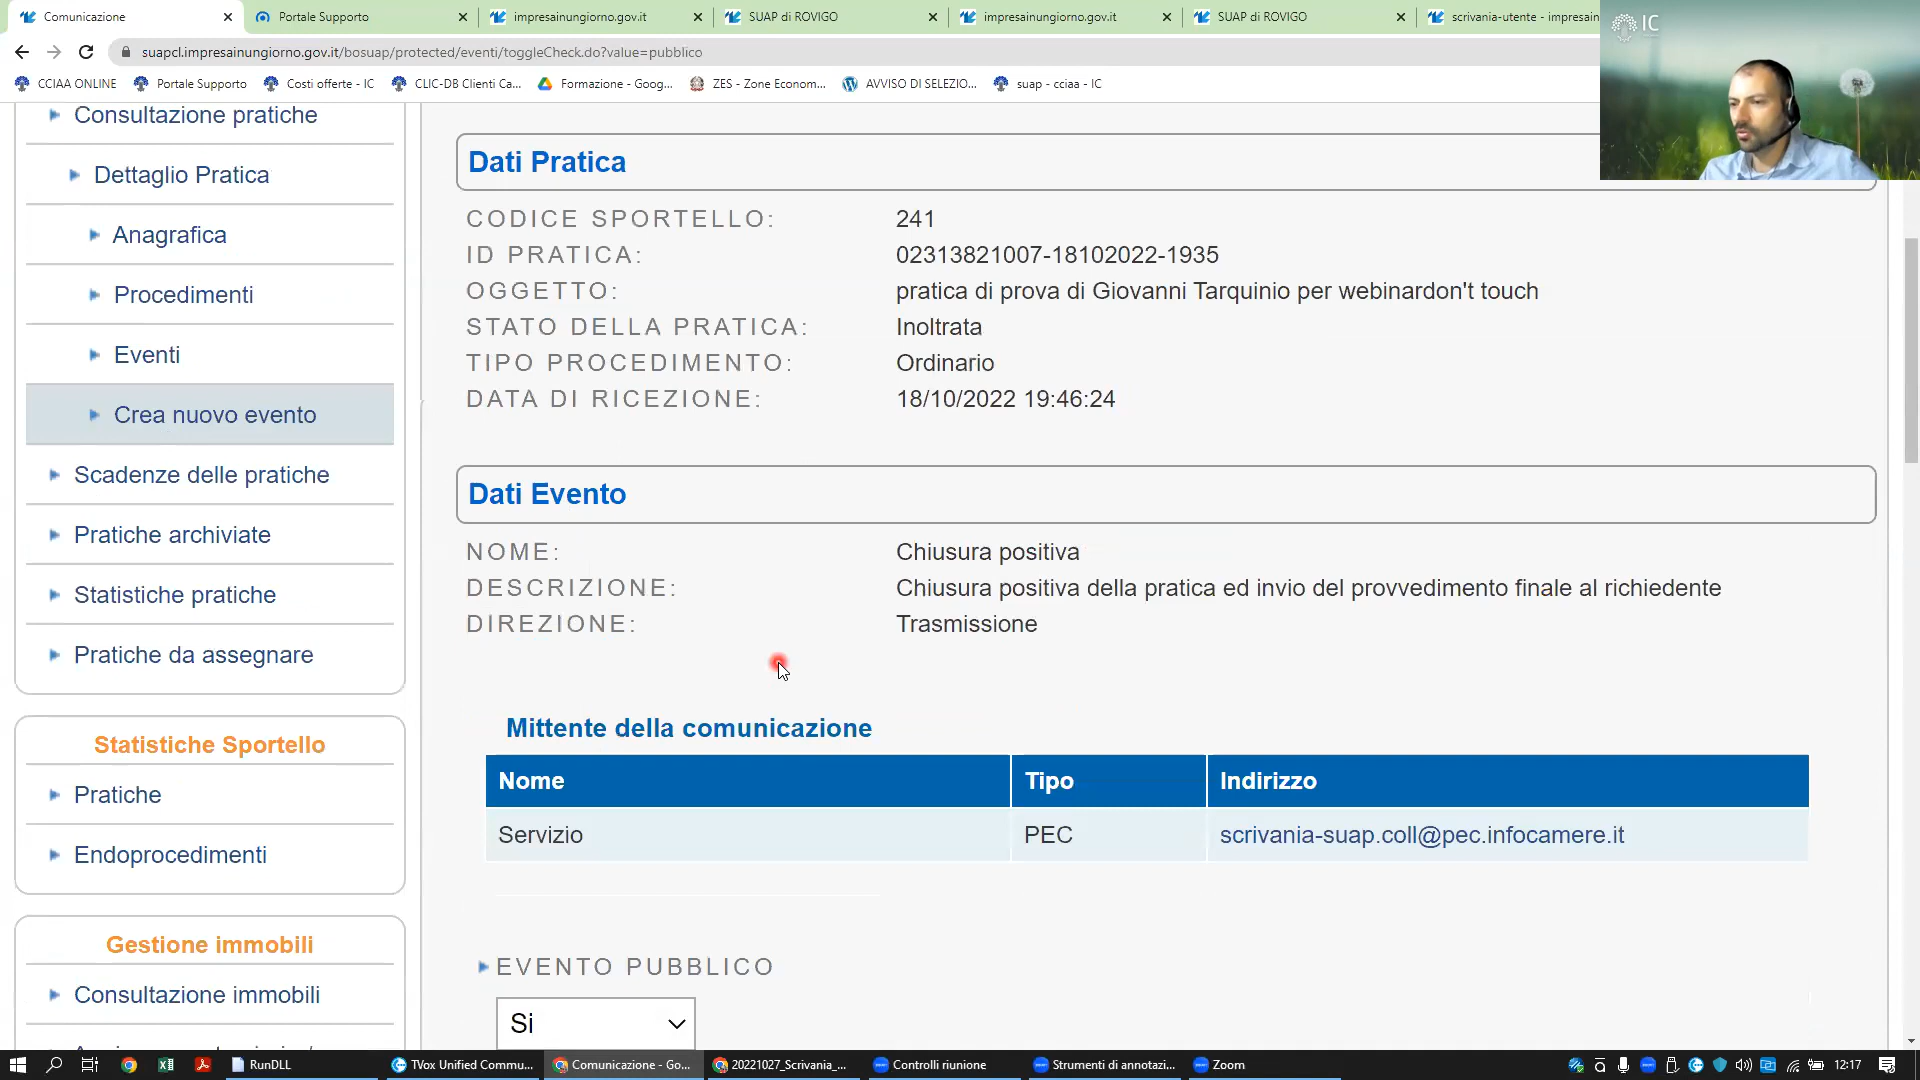 Comunicazione
Portale Supporto
impresainungiorno.gov.it
SUAP di ROVIGO
impresainungiorno.gov.it
SUAP di ROVIGO
scrivania-utente - impresain
IC
suapcl.impresainungiorno.gov.it/bosuap/protected/eventi/toggleCheck.do?value=pubblico
CCIAA ONLINE
Portale Supporto
Costi offerte - IC
CLIC-DB Clienti Ca...
Formazione - Goog...
ZES - Zone Econom...
AVVISO DI SELEZIO...
suap - cciaa - IC
Consultazione pratiche
Dettaglio Pratica
Anagrafica
Procedimenti
Eventi
Crea nuovo evento
Scadenze delle pratiche
Pratiche archiviate
Statistiche pratiche
Pratiche da assegnare
Statistiche Sportello
Pratiche
Endoprocedimenti
Gestione immobili
Consultazione immobili
Dati Pratica
CODICE SPORTELLO: 241
ID PRATICA: 02313821007-18102022-1935
OGGETTO: pratica di prova di Giovanni Tarquinio per webinardon't touch
STATO DELLA PRATICA: Inoltrata
TIPO PROCEDIMENTO: Ordinario
DATA DI RICEZIONE: 18/10/2022 19:46:24
Dati Evento
NOME: Chiusura positiva
DESCRIZIONE: Chiusura positiva della pratica ed invio del provvedimento finale al richiedente
DIREZIONE: Trasmissione
Mittente della comunicazione
Nome Tipo Indirizzo
Servizio PEC scrivania-suap.coll@pec.infocamere.it
EVENTO PUBBLICO
Si
RunDLL
TVox Unified Commu...
Comunicazione - Go...
20221027_Scrivania_...
Controlli riunione
Strumenti di annotazi...
Zoom
12:17